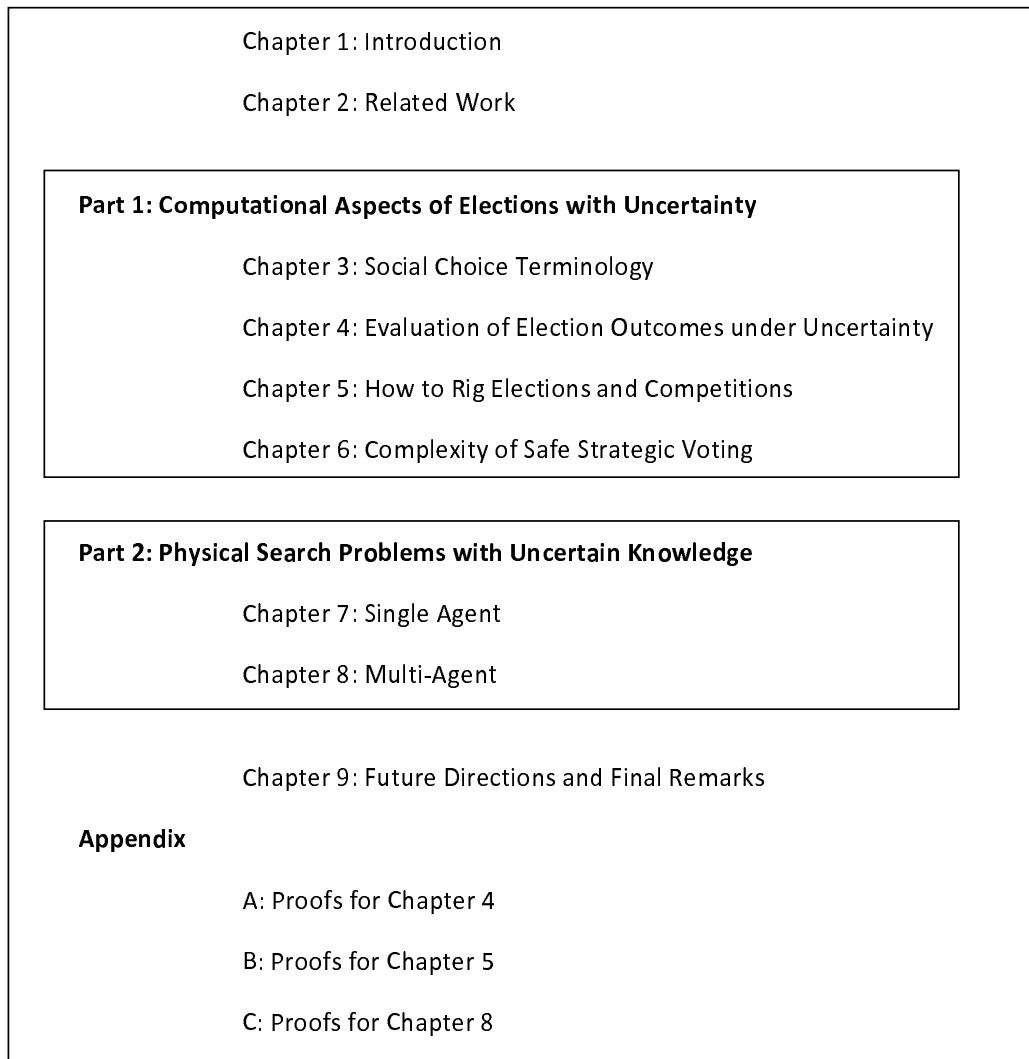 Chapter 1: Introduction
Chapter 2: Related Work
Part 1: Computational Aspects of Elections with Uncertainty
Chapter 3: Social Choice Terminology
Chapter 4: Evaluation of Election Outcomes under Uncertainty
Chapter 5: How to Rig Elections and Competitions
Chapter 6: Complexity of Safe Strategic Voting
Part 2: Physical Search Problems with Uncertain Knowledge
Chapter 7: Single Agent
Chapter 8: Multi-Agent
Chapter 9: Future Directions and Final Remarks
Appendix
A: Proofs for Chapter 4
B: Proofs for Chapter 5
C: Proofs for Chapter 8